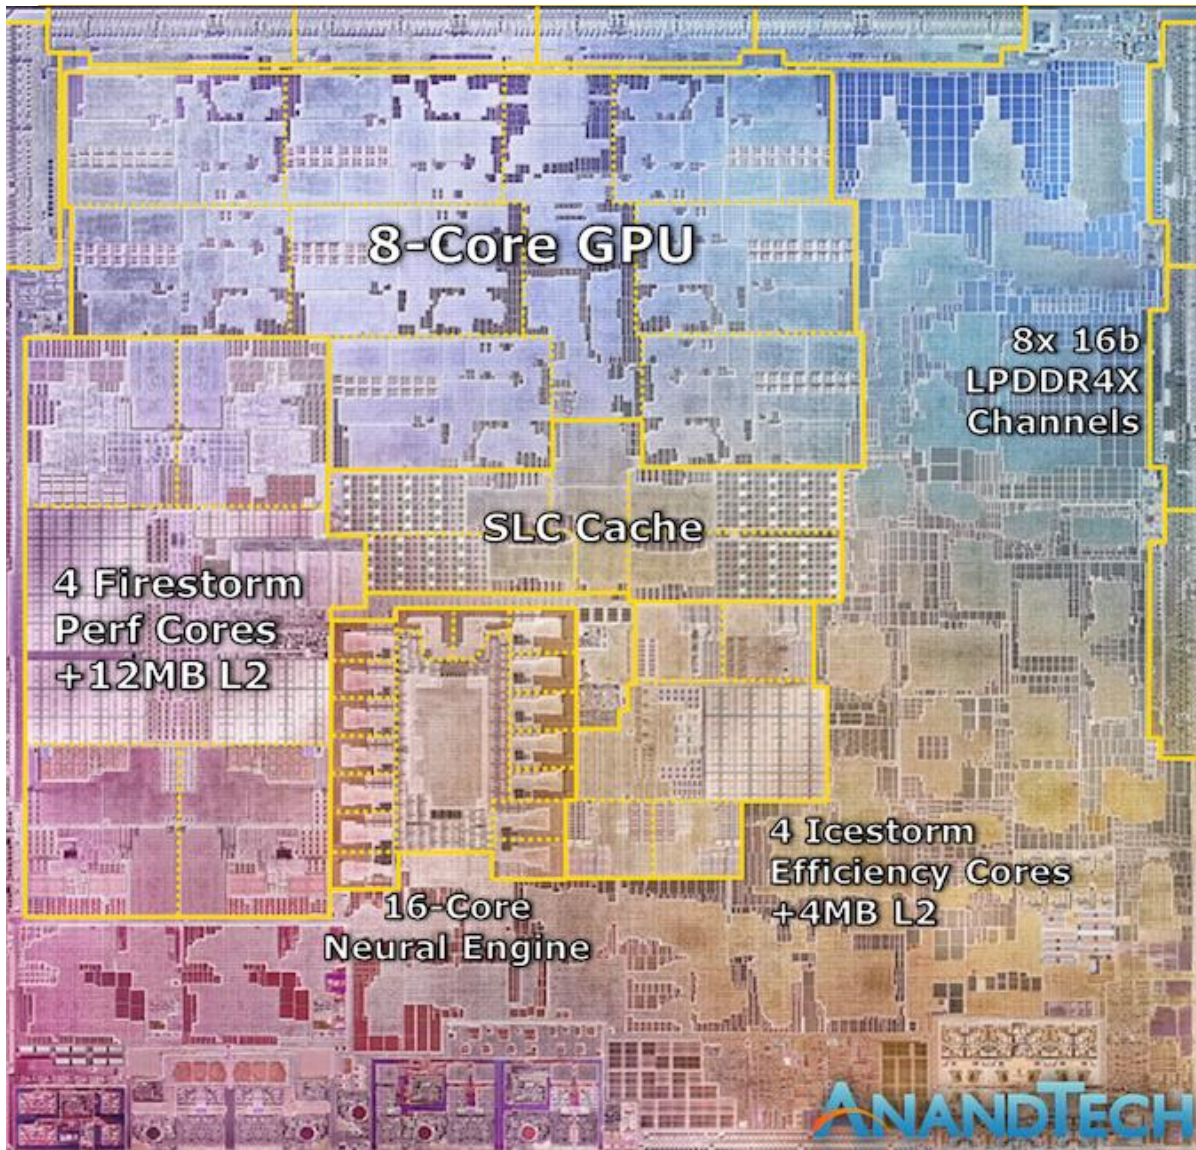 8-Core GPU
8x 16b
LPDDR4X
Channels
SLC Cache
4 Firestorm
Perf Cores
+12MB L2
4 Icestorm
Efficiency Cores
+4MB L2
16-Core
Neural Engine
ANANDTECH